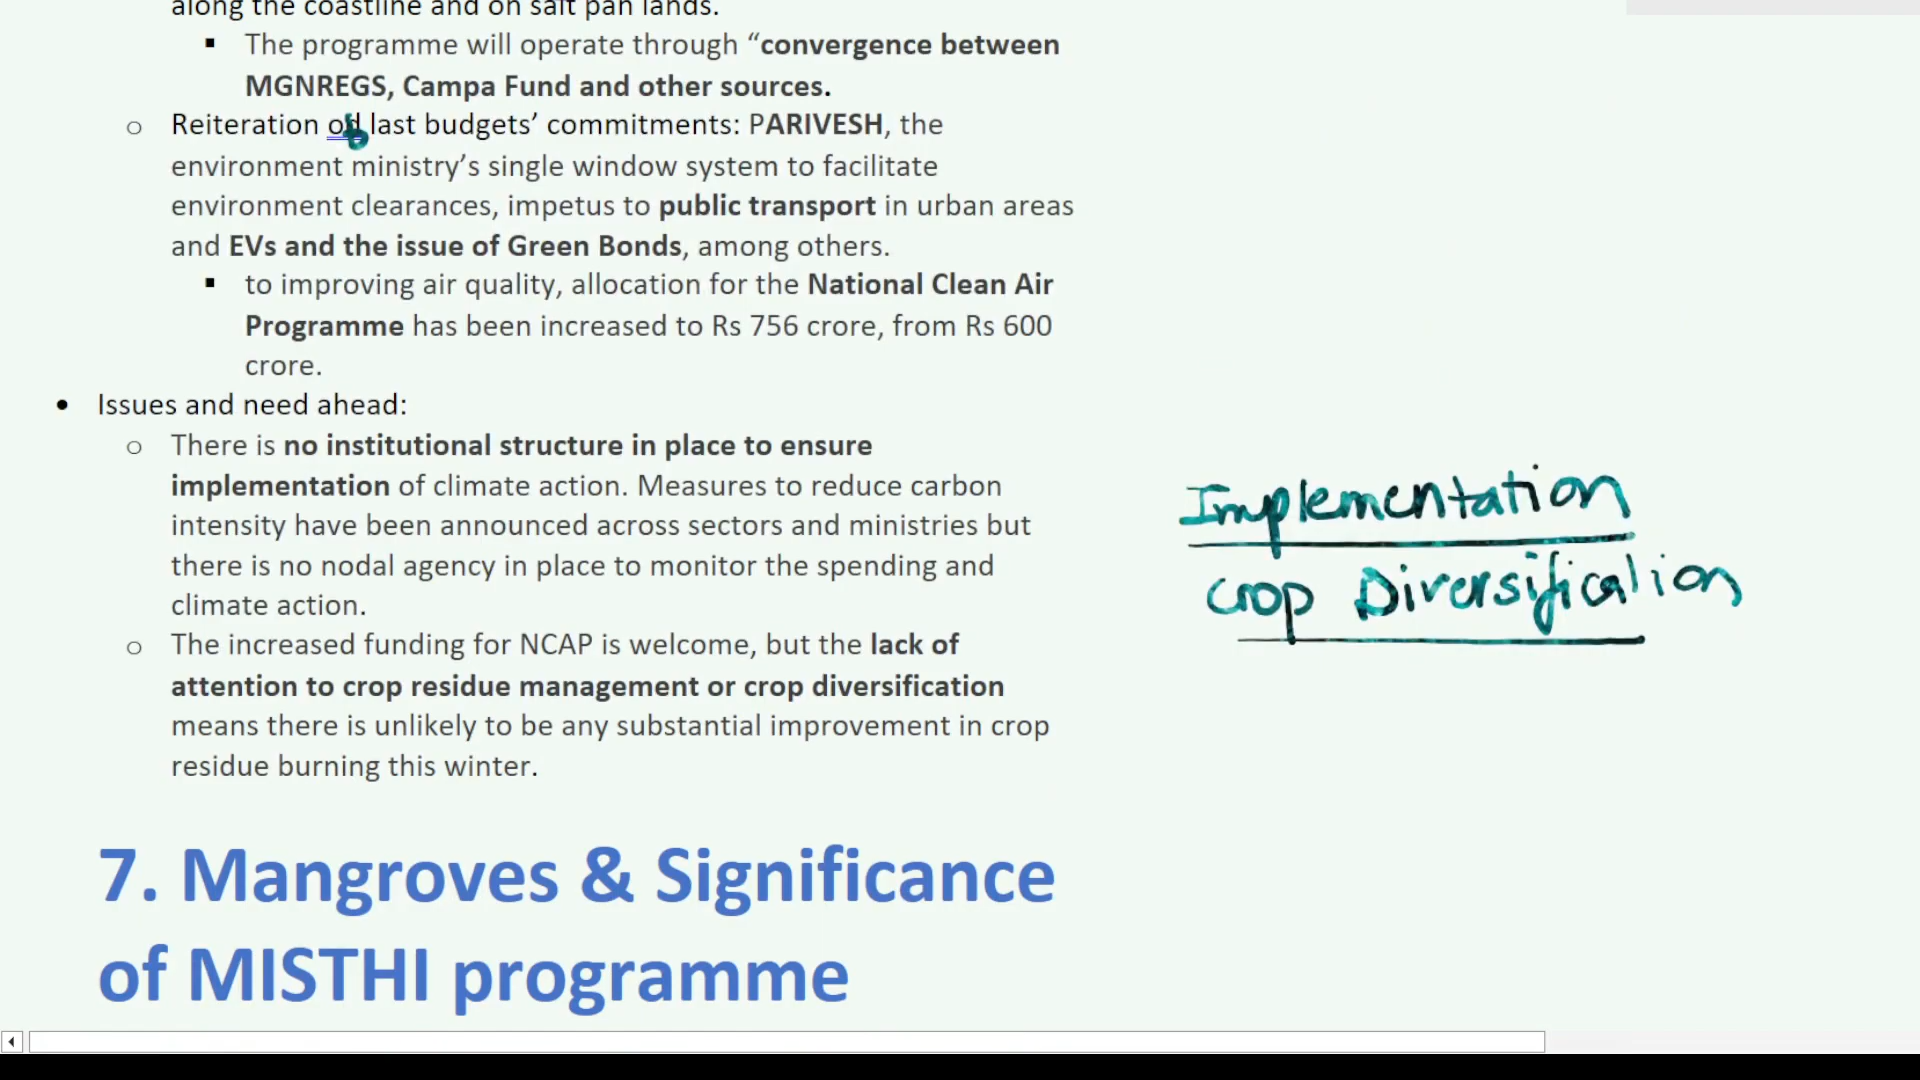 along the coastline and on salt pan lands.
▪ The programme will operate through “convergence between
MGNREGS, Campa Fund and other sources.
o Reiteration od last budgets’ commitments: PARIVESH, the
environment ministry’s single window system to facilitate
environment clearances, impetus to public transport in urban areas
and EVs and the issue of Green Bonds, among others.
▪ to improving air quality, allocation for the National Clean Air
Programme has been increased to Rs 756 crore, from Rs 600
crore.
• Issues and need ahead:
o There is no institutional structure in place to ensure
implementation of climate action. Measures to reduce carbon
intensity have been announced across sectors and ministries but
there is no nodal agency in place to monitor the spending and
climate action.
o The increased funding for NCAP is welcome, but the lack of
attention to crop residue management or crop diversification
means there is unlikely to be any substantial improvement in crop
residue burning this winter.
Implementation
Crop Diversification
7. Mangroves & Significance
of MISTHI programme